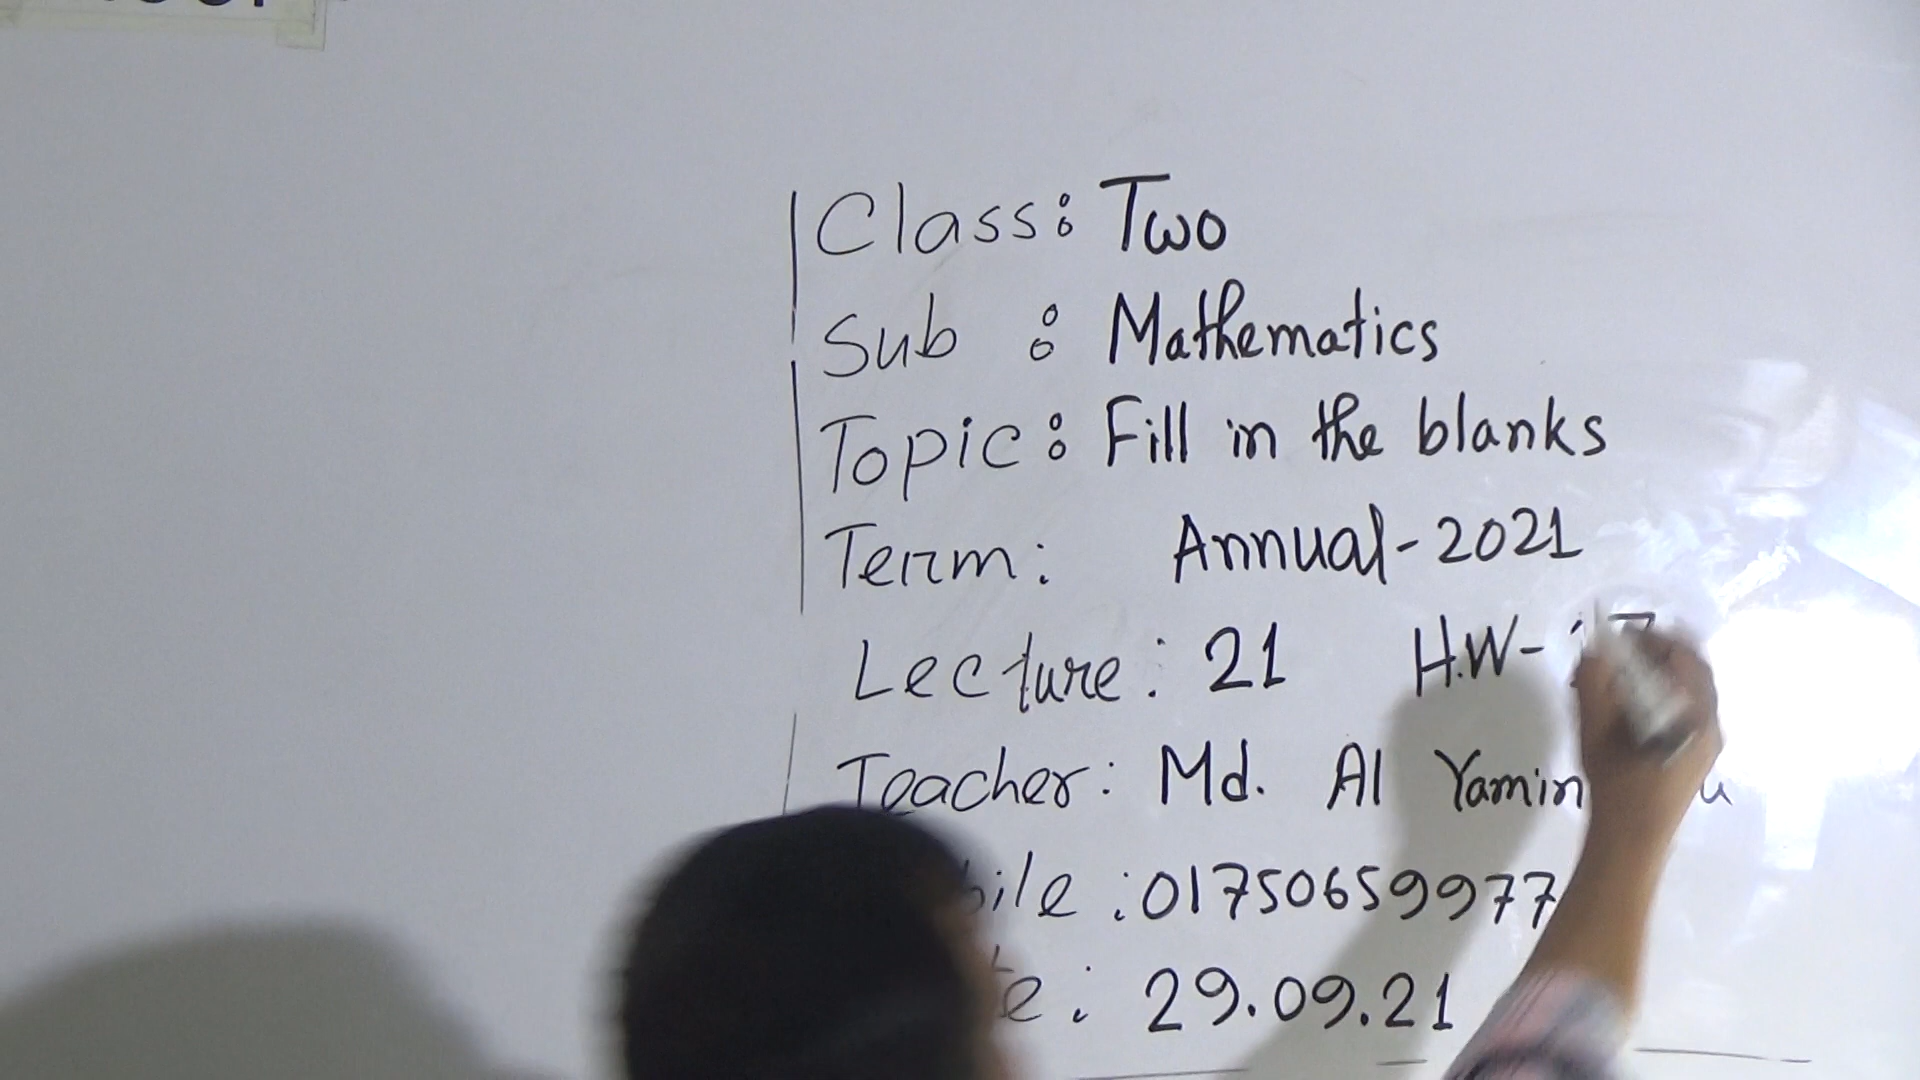 Class: Two
Sub : Mathematics
Topic: Fill in the blanks
Term: Annual-2021
Lecture: 21 H.W-
Teacher: Md. Al Yamin
: 01750659977
: 29.09.21